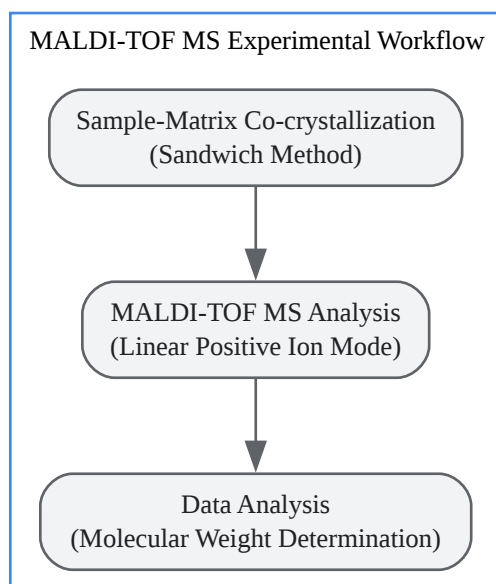 MALDI-TOF MS Experimental Workflow
Sample-Matrix Co-crystallization
(Sandwich Method)
MALDI-TOF MS Analysis
(Linear Positive Ion Mode)
Data Analysis
(Molecular Weight Determination)